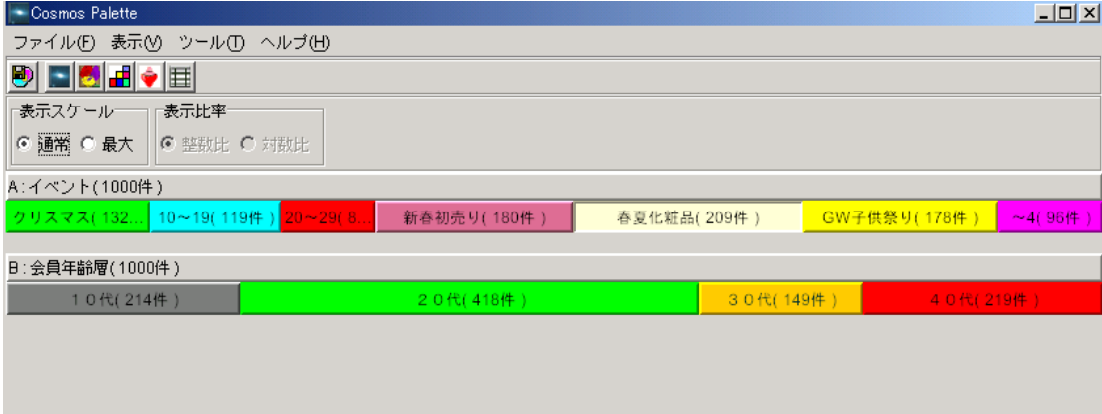 Cosmos Palette
ファイル(F) 表示(V) ツール(T) ヘルプ(H)
表示スケール 表示比率
通常 最大 整数比 対数比
A:イベント(1000件)
クリスマス( 132... 10～19( 119件 ) 20～29( 8... 新春初売り( 180件 ) 春夏化粧品( 209件 ) GW子供祭り( 178件 ) ～4( 96件 )
B:会員年齢層(1000件)
１０代( 214件 ) ２０代( 418件 ) ３０代( 149件 ) ４０代( 219件 )